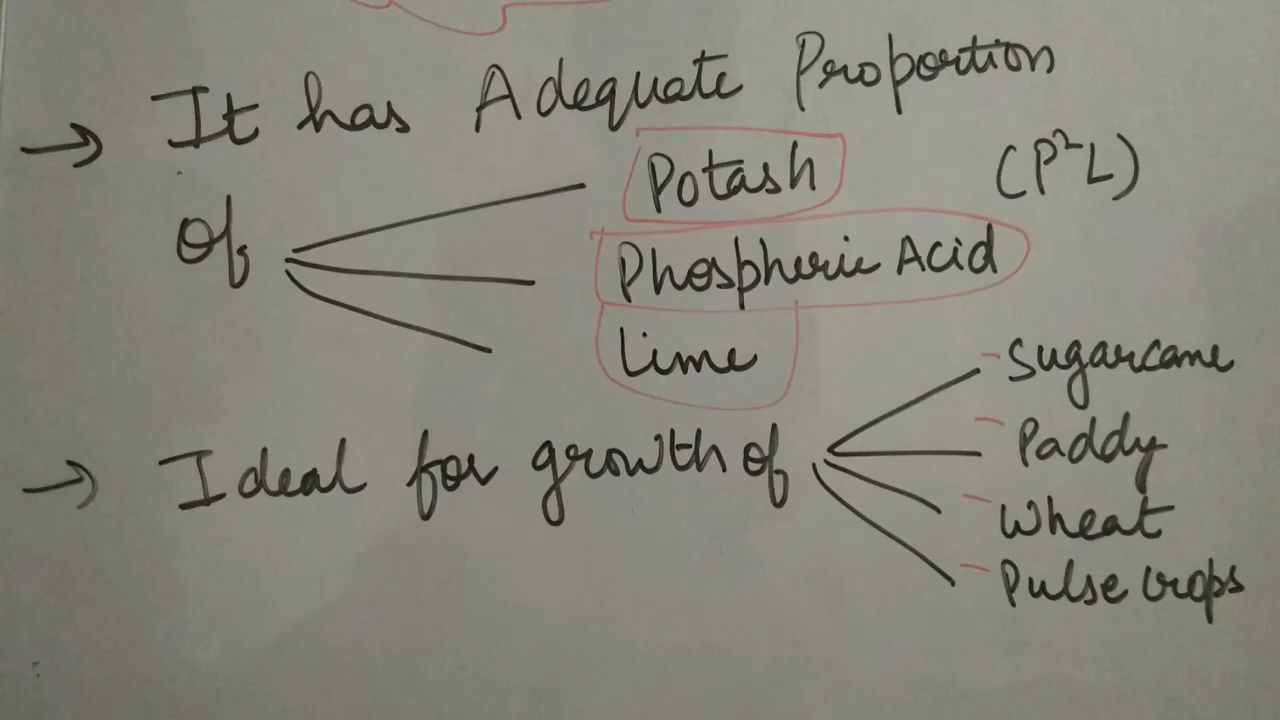 → It has Adequate Proportion
of
Potash (P²L)
Phospheric Acid
Lime
→ Ideal for growth of
- Sugarcane
- Paddy
- Wheat
- Pulse crops